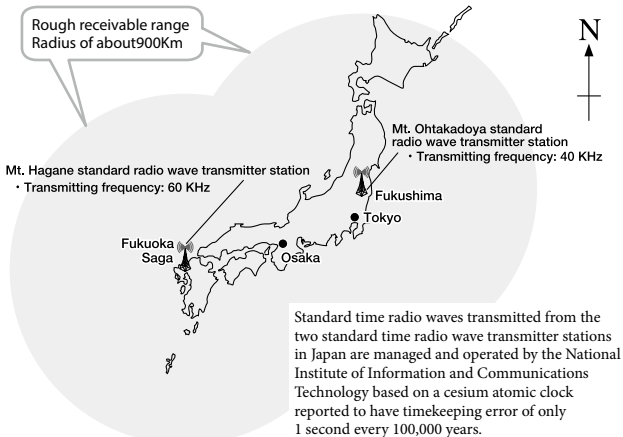 Rough receivable range
Radius of about900Km
N
Mt. Ohtakadoya standard
radio wave transmitter station
・Transmitting frequency: 40 KHz
Mt. Hagane standard radio wave transmitter station
・Transmitting frequency: 60 KHz
Fukushima
Tokyo
Fukuoka
Saga
Osaka
Standard time radio waves transmitted from the
two standard time radio wave transmitter stations
in Japan are managed and operated by the National
Institute of Information and Communications
Technology based on a cesium atomic clock
reported to have timekeeping error of only
1 second every 100,000 years.